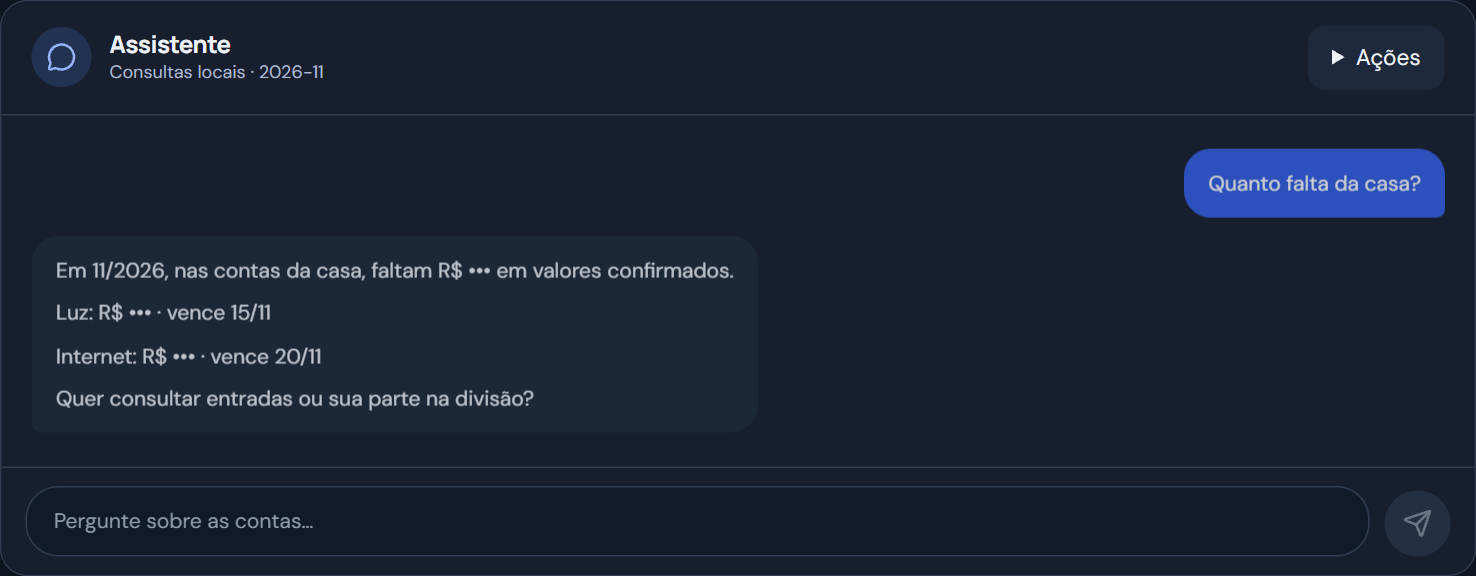 Assistente
Consultas locais · 2026-11
Ações
Quanto falta da casa?
Em 11/2026, nas contas da casa, faltam R$ ••• em valores confirmados.
Luz: R$ ••• · vence 15/11
Internet: R$ ••• · vence 20/11
Quer consultar entradas ou sua parte na divisão?
Pergunte sobre as contas...